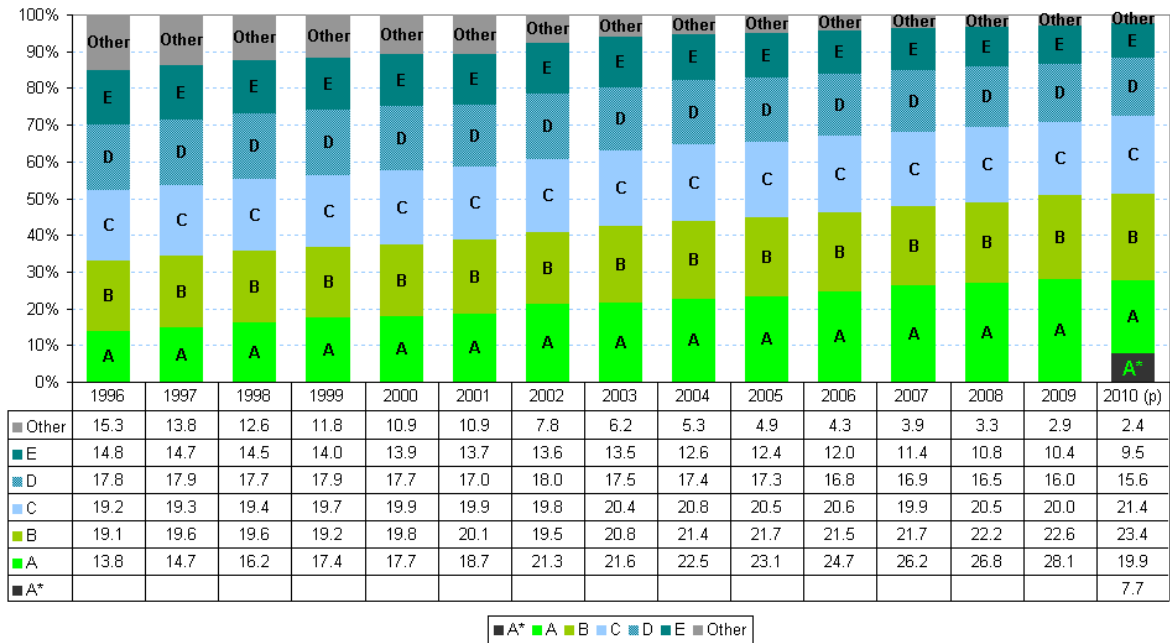 100%
90%
80%
70%
60%
50%
40%
30%
20%
10%
0%
Other Other Other Other Other Other Other Other Other Other Other Other Other Other Other
E E E E E E E E E E E E E E E
D D D D D D D D D D D D D D D
C C C C C C C C C C C C C C C
B B B B B B B B B B B B B B B
A A A A A A A A A A A A A A A
A*
1996 1997 1998 1999 2000 2001 2002 2003 2004 2005 2006 2007 2008 2009 2010 (p)
Other 15.3 13.8 12.6 11.8 10.9 10.9 7.8 6.2 5.3 4.9 4.3 3.9 3.3 2.9 2.4
E 14.8 14.7 14.5 14.0 13.9 13.7 13.6 13.5 12.6 12.4 12.0 11.4 10.8 10.4 9.5
D 17.8 17.9 17.7 17.9 17.7 17.0 18.0 17.5 17.4 17.3 16.8 16.9 16.5 16.0 15.6
C 19.2 19.3 19.4 19.7 19.9 19.9 19.8 20.4 20.8 20.5 20.6 19.9 20.5 20.0 21.4
B 19.1 19.6 19.6 19.2 19.8 20.1 19.5 20.8 21.4 21.7 21.5 21.7 22.2 22.6 23.4
A 13.8 14.7 16.2 17.4 17.7 18.7 21.3 21.6 22.5 23.1 24.7 26.2 26.8 28.1 19.9
A* 7.7
A* A B C D E Other